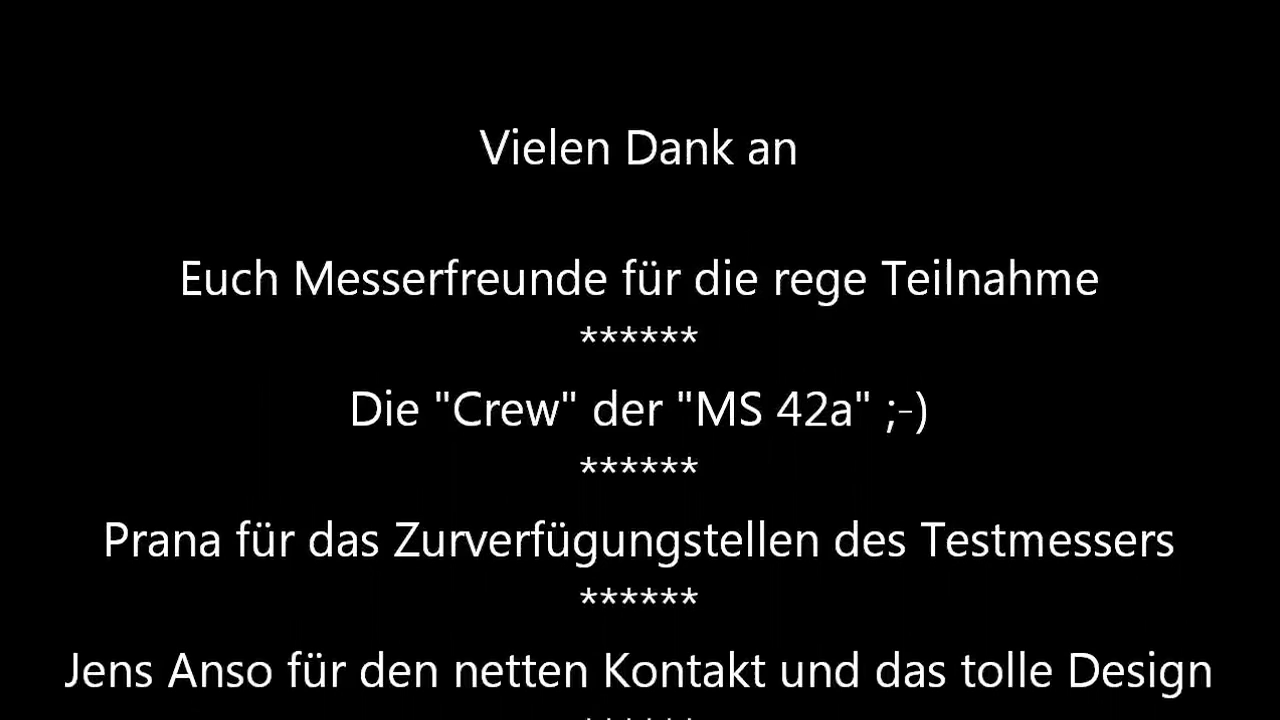 Vielen Dank an
Euch Messerfreunde für die rege Teilnahme
******
Die "Crew" der "MS 42a" ;-)
******
Prana für das Zurverfügungstellen des Testmessers
******
Jens Anso für den netten Kontakt und das tolle Design
******